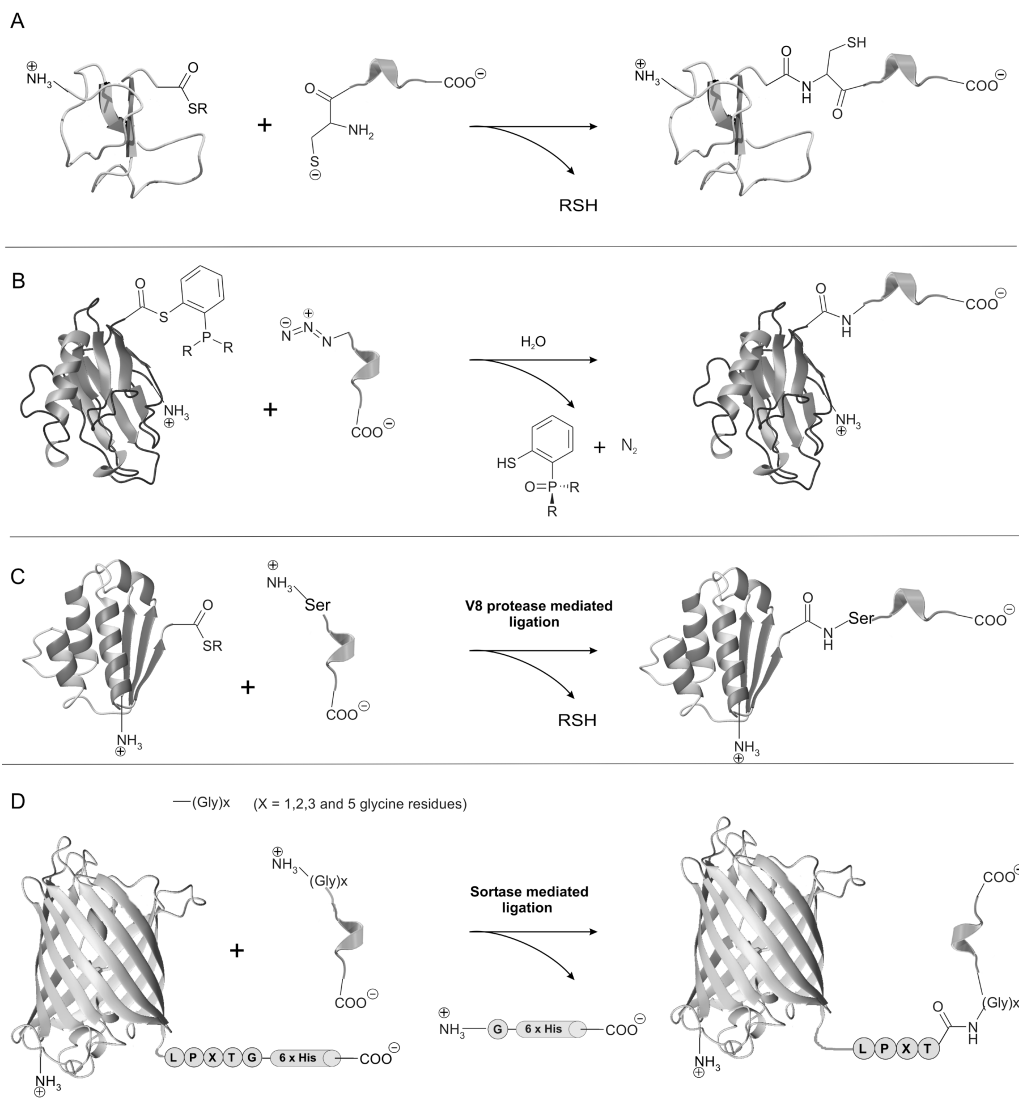 A
⊕
NH3
O
SR
+
O
COO⊖
NH2
S
⊖
RSH
⊕
NH3
O
N
H
SH
O
COO⊖
B
O
S
P
R R
+
⊖ ⊕
N=N=N
COO⊖
H2O
HS
O=P
R
R
+ N2
O
N
H
COO⊖
NH3
⊕
NH3
⊕
C
O
SR
NH3
⊕
+
⊕
NH3
Ser
COO⊖
V8 protease mediated
ligation
RSH
O
N
H
Ser
COO⊖
NH3
⊕
D
—(Gly)x (X = 1,2,3 and 5 glycine residues)
⊕
NH3
(Gly)x
COO⊖
+
NH3
⊕
L P X T G 6 x His COO⊖
Sortase mediated
ligation
⊕
NH3 G 6 x His COO⊖
COO⊖
(Gly)x
O
N
H
L P X T
NH3
⊕